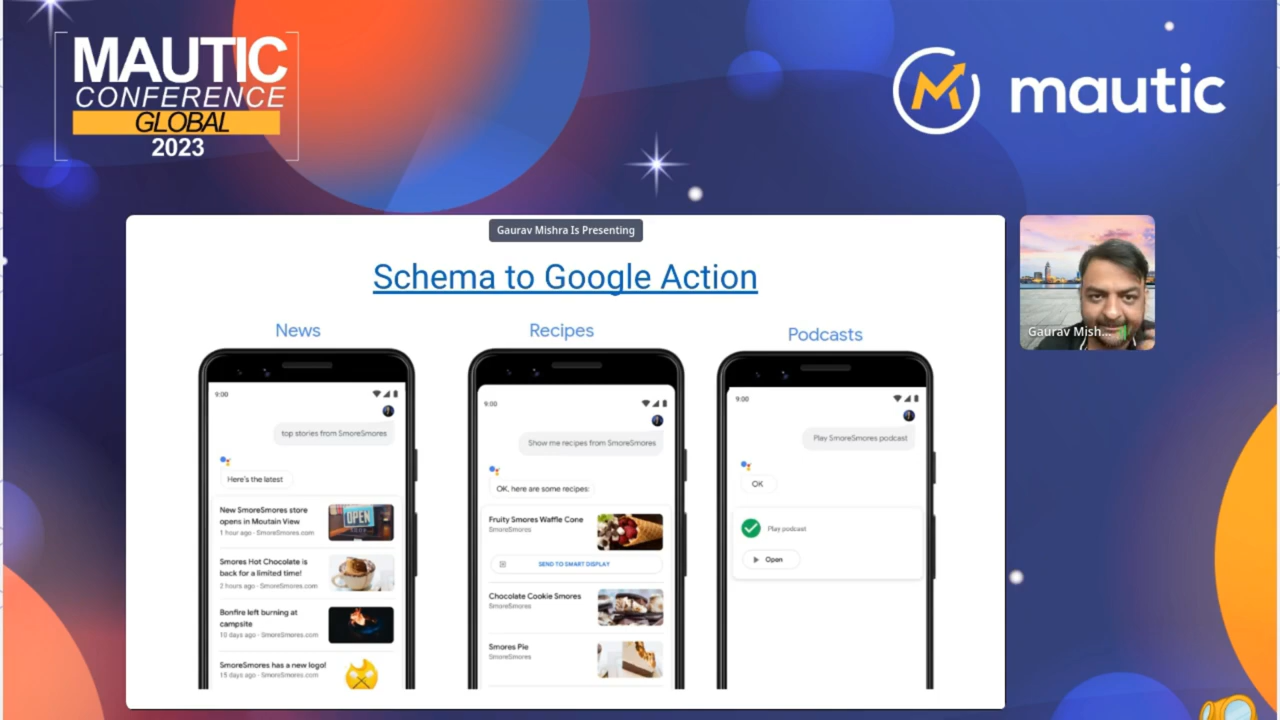 MAUTIC
CONFERENCE
GLOBAL
2023
mautic
Gaurav Mishra Is Presenting
Schema to Google Action
Gaurav Mish...
News
9:00
top stories from SmoreSmores
Here's the latest
New SmoreSmores store
opens in Moutain View
1 hour ago · SmoreSmores.com
OPEN
Smores Hot Chocolate is
back for a limited time!
2 hours ago · SmoreSmores.com
Bonfire left burning at
campsite
10 days ago · SmoreSmores.com
SmoreSmores has a new logo!
15 days ago · SmoreSmores.com
Recipes
9:00
Show me recipes from SmoreSmores
OK, here are some recipes:
Fruity Smores Waffle Cone
SmoreSmores
SEND TO SMART DISPLAY
Chocolate Cookie Smores
SmoreSmores
Smores Pie
SmoreSmores
Podcasts
9:00
Play SmoreSmores podcast
OK
Play podcast
Open